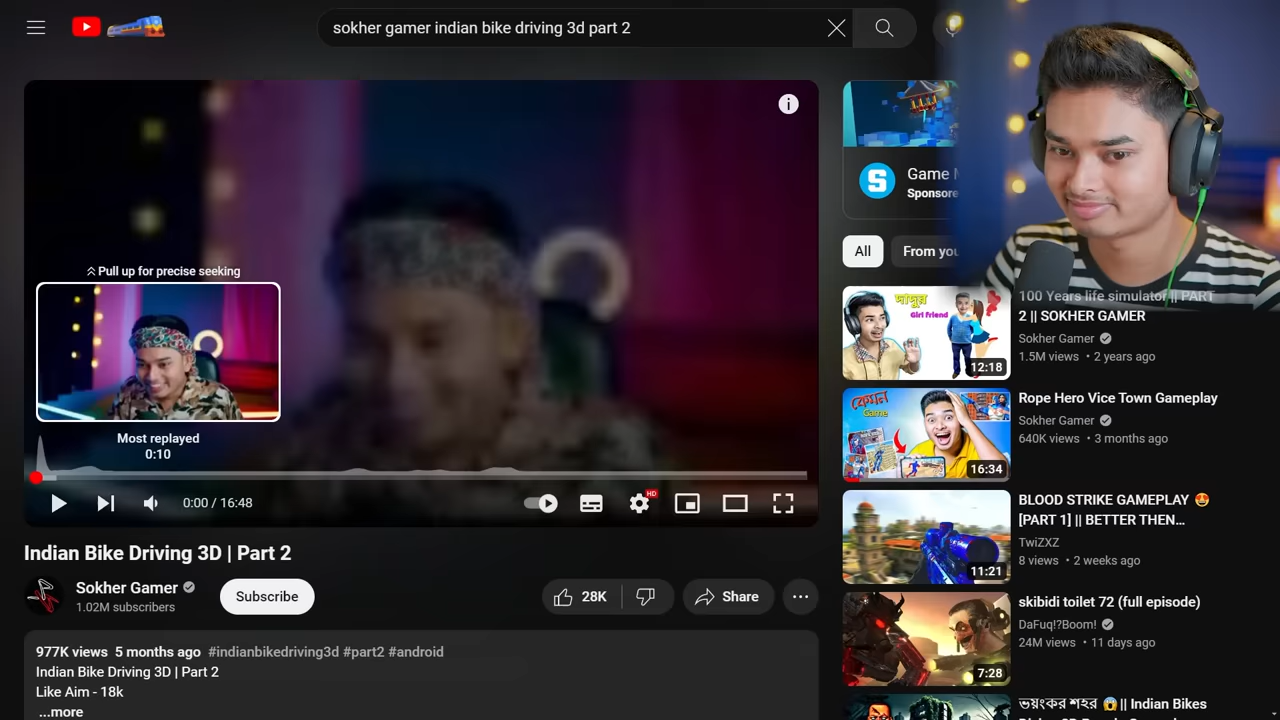 sokher gamer indian bike driving 3d part 2
Pull up for precise seeking
Most replayed
0:10
0:00 / 16:48
HD
Indian Bike Driving 3D | Part 2
Sokher Gamer
1.02M subscribers
Subscribe
28K
Share
977K views 5 months ago #indianbikedriving3d #part2 #android
Indian Bike Driving 3D | Part 2
Like Aim - 18k
...more
S
Game
Sponsore
All
From you
দাদুর
Girl friend
12:18
100 Years life simulator || PART
2 || SOKHER GAMER
Sokher Gamer
1.5M views • 2 years ago
কেমন
Game
16:34
Rope Hero Vice Town Gameplay
Sokher Gamer
640K views • 3 months ago
11:21
BLOOD STRIKE GAMEPLAY 😍
[PART 1] || BETTER THEN...
TwiZXZ
8 views • 2 weeks ago
7:28
skibidi toilet 72 (full episode)
DaFuq!?Boom!
24M views • 11 days ago
ভয়ংকর শহর 😱 || Indian Bikes